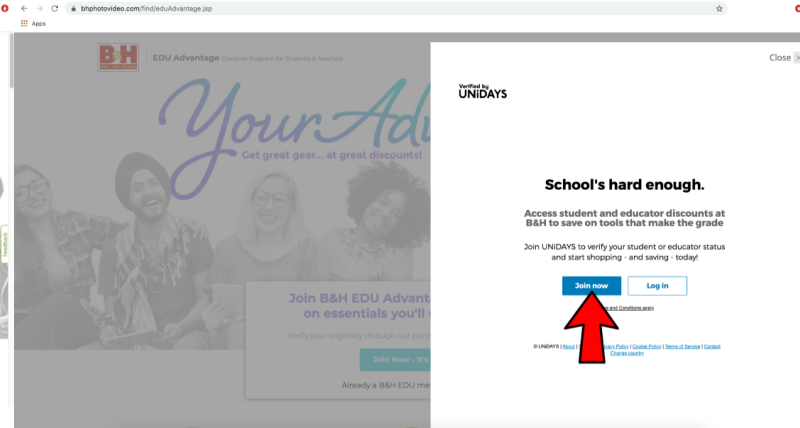 bhphotovideo.com/find/eduAdvantage.jsp
Apps
B&H
EDU Advantage Discount Program for Students & Teachers
Close
Verified by
UNiDAYS
Your Adv
Get great gear... at great discounts!
School's hard enough.
Access student and educator discounts at
B&H to save on tools that make the grade
Join UNiDAYS to verify your student or educator status
and start shopping - and saving - today!
Feedback
Join now
Log in
Join B&H EDU Advant
on essentials you'll
and Conditions apply
Verify your eligibility through our part
© UNiDAYS | About | Privacy Policy | Cookie Policy | Terms of Service | Contact
Change country
Join Now - It's
Already a B&H EDU me